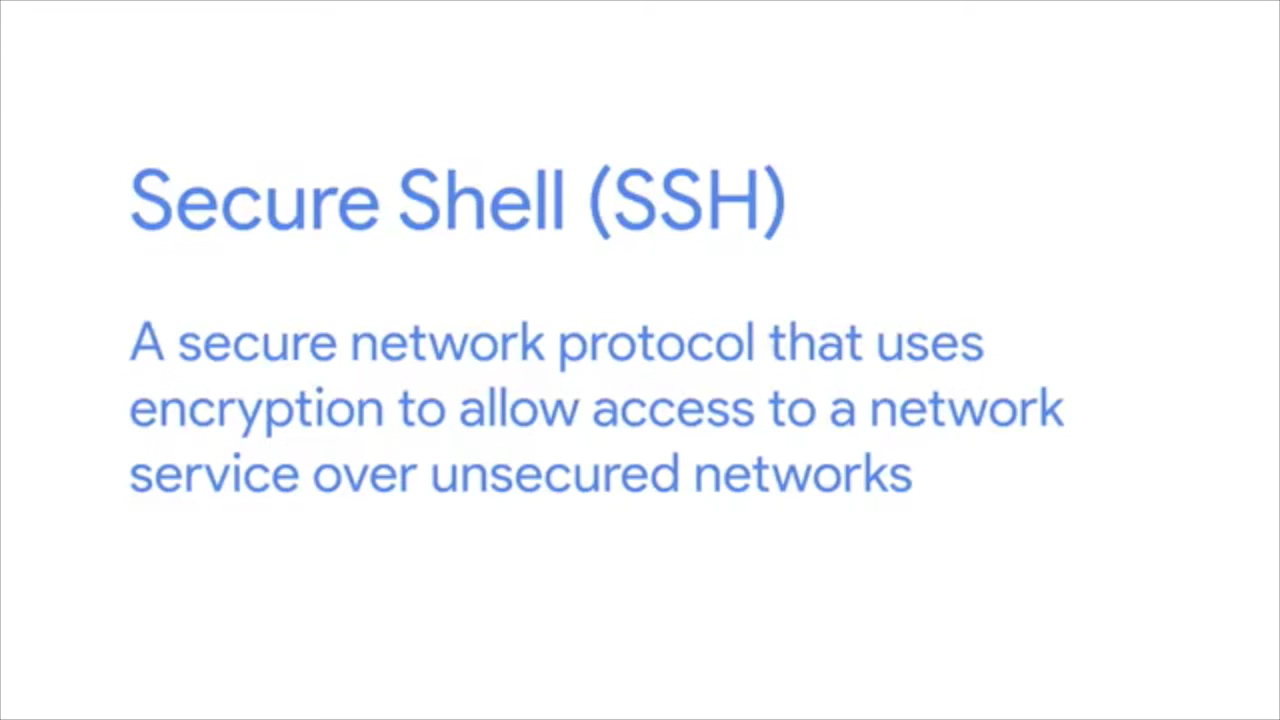 Secure Shell (SSH)
A secure network protocol that uses
encryption to allow access to a network
service over unsecured networks